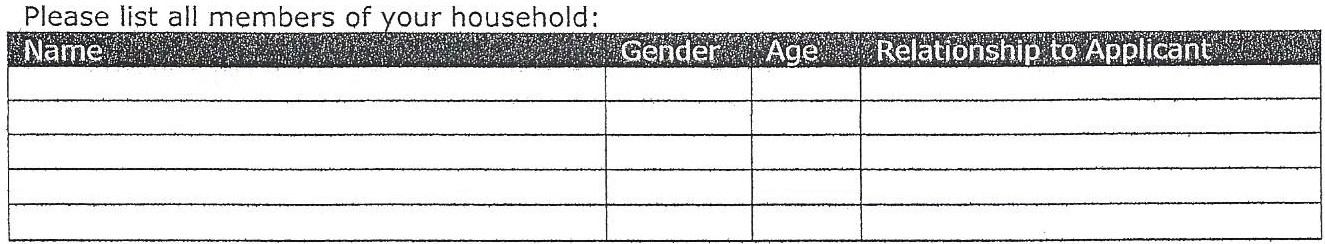 Please list all members of your household:
Name Gender Age Relationship to Applicant